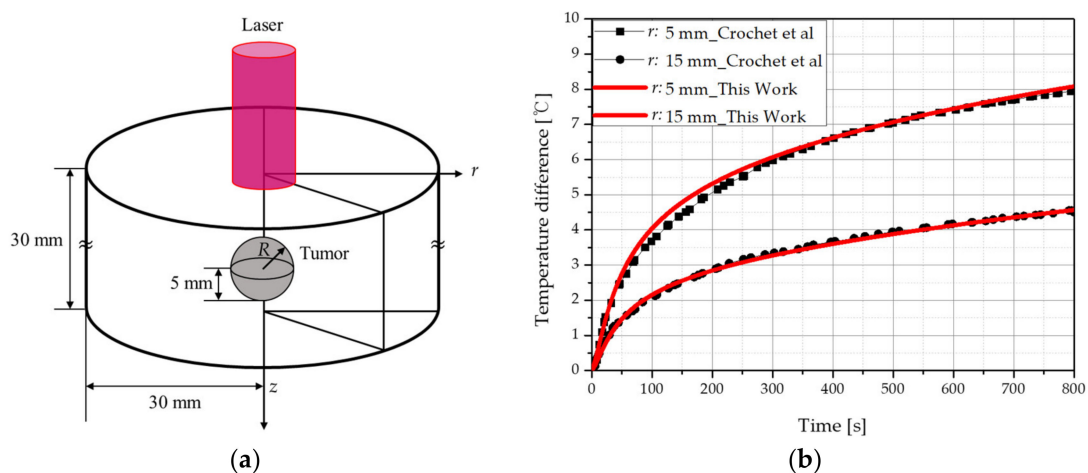 Laser
r
30 mm
R
Tumor
5 mm
z
30 mm
(a)
10
9
8
7
6
5
4
3
2
1
0
Temperature difference [℃]
r: 5 mm_Crochet et al
r: 15 mm_Crochet et al
r: 5 mm_This Work
r: 15 mm_This Work
0 100 200 300 400 500 600 700 800
Time [s]
(b)